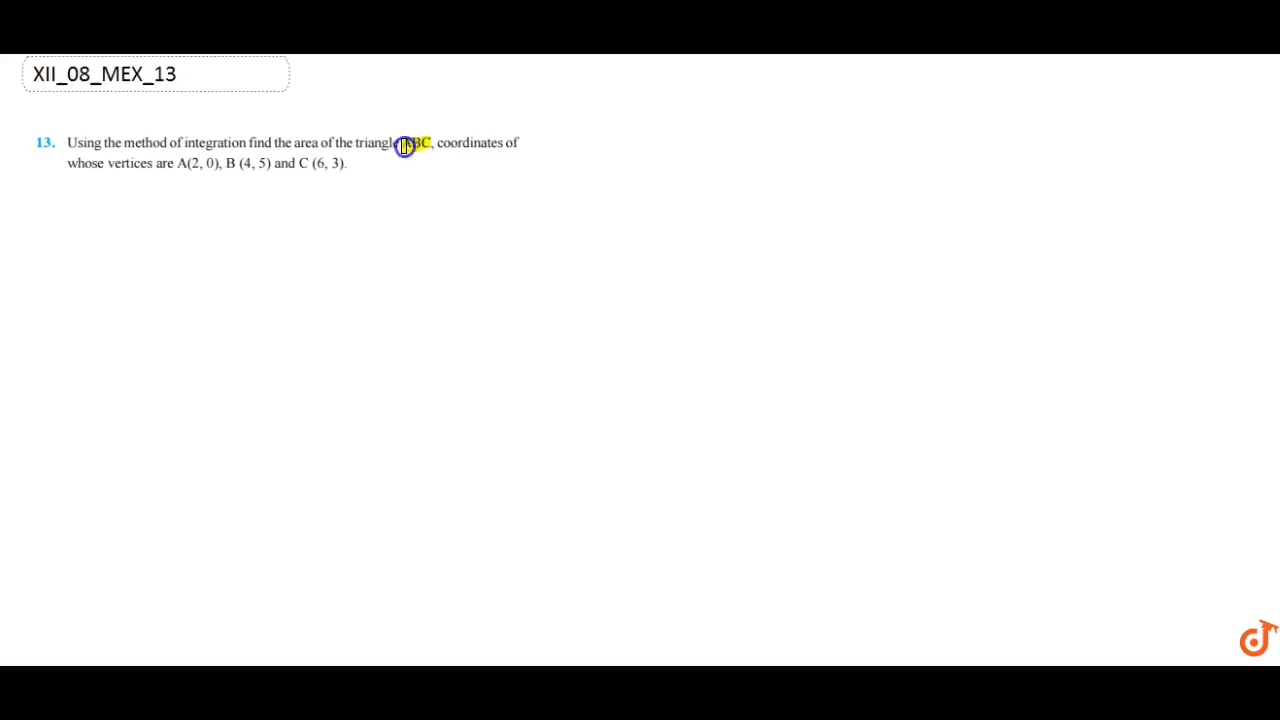 XII_08_MEX_13
13. Using the method of integration find the area of the triangle ABC, coordinates of
whose vertices are A(2, 0), B (4, 5) and C (6, 3).